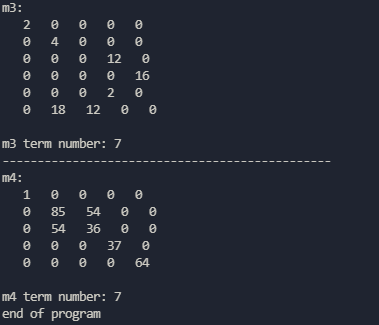 m3:
2 0 0 0 0
0 4 0 0 0
0 0 0 12 0
0 0 0 0 16
0 0 0 2 0
0 18 12 0 0
m3 term number: 7
-----------------------------------------------
m4:
1 0 0 0 0
0 85 54 0 0
0 54 36 0 0
0 0 0 37 0
0 0 0 0 64
m4 term number: 7
end of program